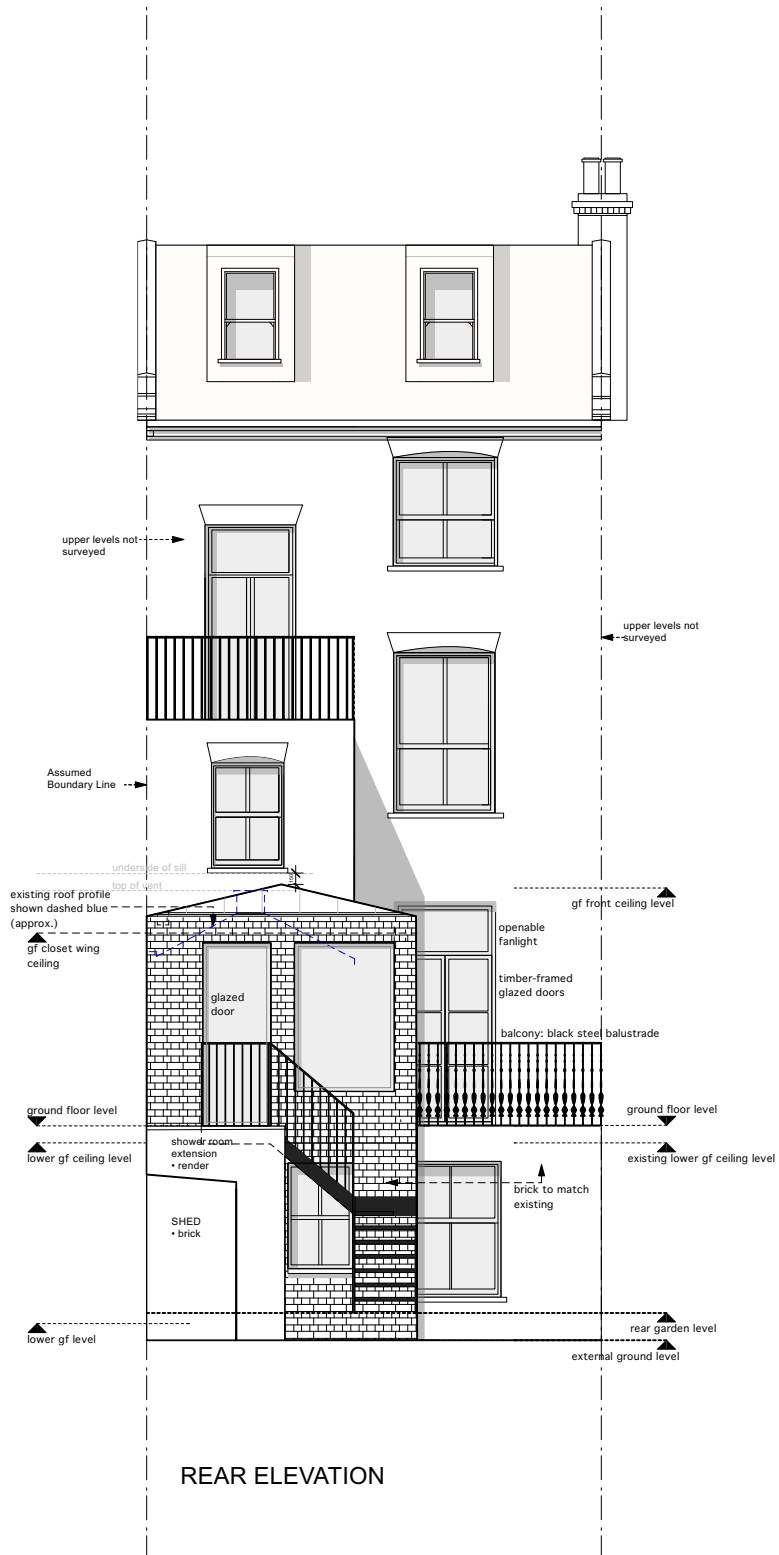 upper levels not
surveyed
upper levels not
surveyed
Assumed
Boundary Line
underside of sill
top of vent
existing roof profile
shown dashed blue
(approx.)
gf front ceiling level
gf closet wing
ceiling
openable
fanlight
timber-framed
glazed doors
glazed
door
balcony: black steel balustrade
ground floor level
ground floor level
lower gf ceiling level
shower room
extension
• render
existing lower gf ceiling level
brick to match
existing
SHED
• brick
lower gf level
rear garden level
external ground level
REAR ELEVATION